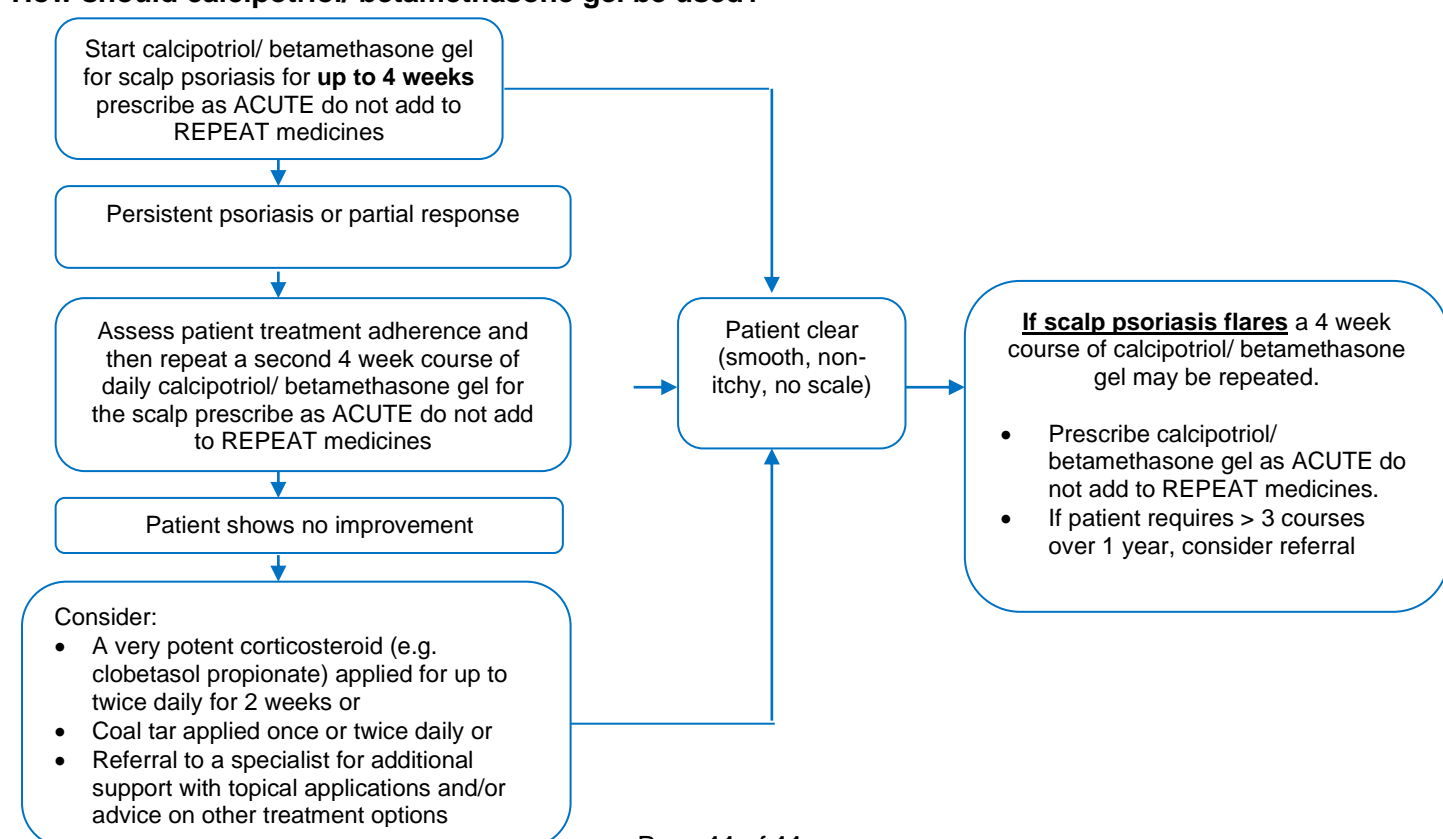 How should calcipotriol/ betamethasone gel be used?
Start calcipotriol/ betamethasone gel
for scalp psoriasis for up to 4 weeks
prescribe as ACUTE do not add to
REPEAT medicines
Persistent psoriasis or partial response
Assess patient treatment adherence and
then repeat a second 4 week course of
daily calcipotriol/ betamethasone gel for
the scalp prescribe as ACUTE do not add
to REPEAT medicines
Patient shows no improvement
Consider:
• A very potent corticosteroid (e.g.
clobetasol propionate) applied for up to
twice daily for 2 weeks or
• Coal tar applied once or twice daily or
• Referral to a specialist for additional
support with topical applications and/or
advice on other treatment options
Patient clear
(smooth, non-
itchy, no scale)
If scalp psoriasis flares a 4 week
course of calcipotriol/ betamethasone
gel may be repeated.
• Prescribe calcipotriol/
betamethasone gel as ACUTE do
not add to REPEAT medicines.
• If patient requires > 3 courses
over 1 year, consider referral